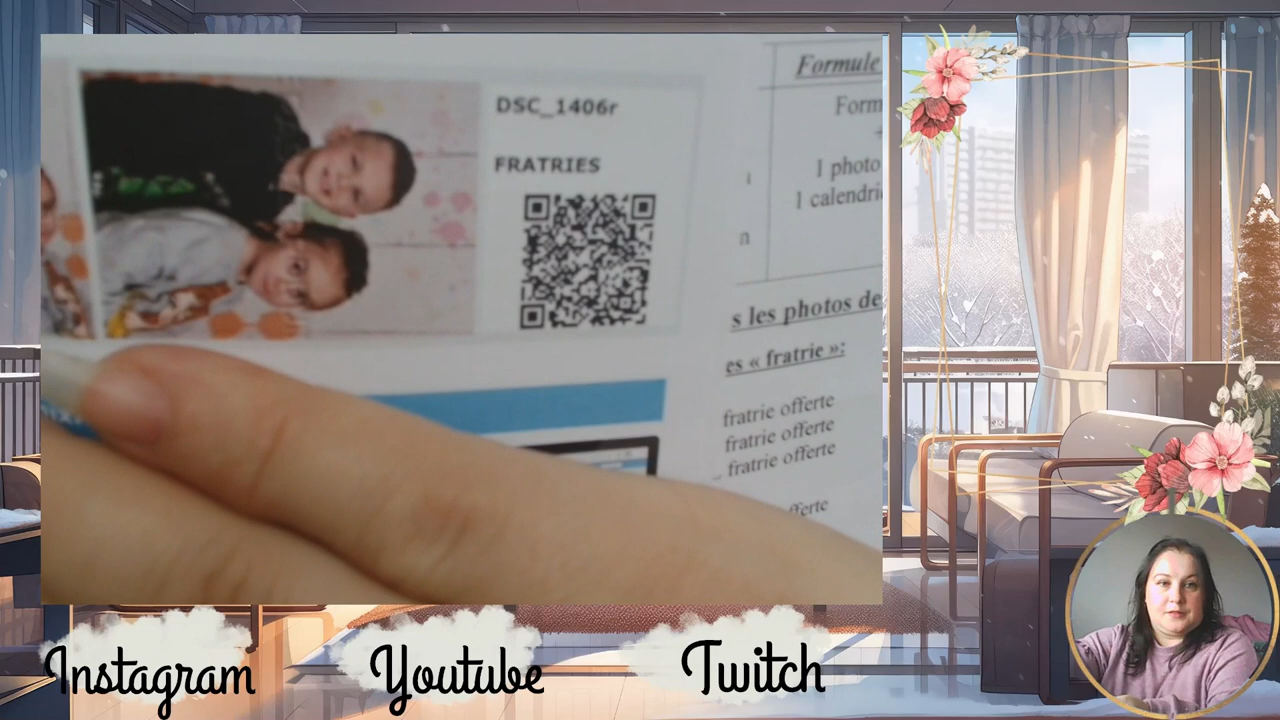 DSC_1406r
FRATRIES
Formule
Form
+
1 photo
1 calendri
n
s les photos de
es « fratrie »:
fratrie offerte
fratrie offerte
fratrie offerte
offerte
Instagram
Youtube
Twitch